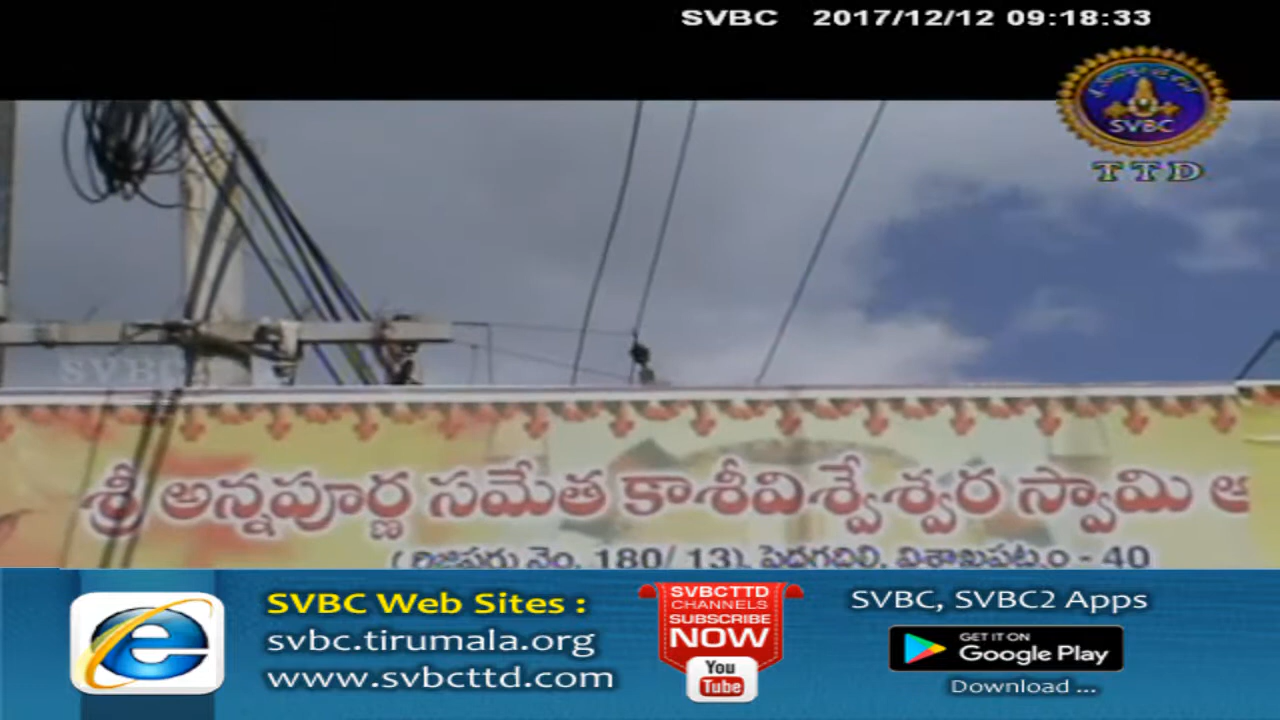 SVBC 2017/12/12 09:18:33
SVBC
TTD
SVBC
శ్రీ అన్నపూర్ణ సమేత కాశీవిశ్వేశ్వర స్వామి
(రిజిష్టరు నెం. 180/ 13), పెదగదిలి, విశాఖపట్నం - 40
SVBC Web Sites :
svbc.tirumala.org
www.svbcttd.com
SVBCTTD
CHANNELS
SUBSCRIBE
NOW
You
Tube
SVBC, SVBC2 Apps
GET IT ON
Google Play
Download ...